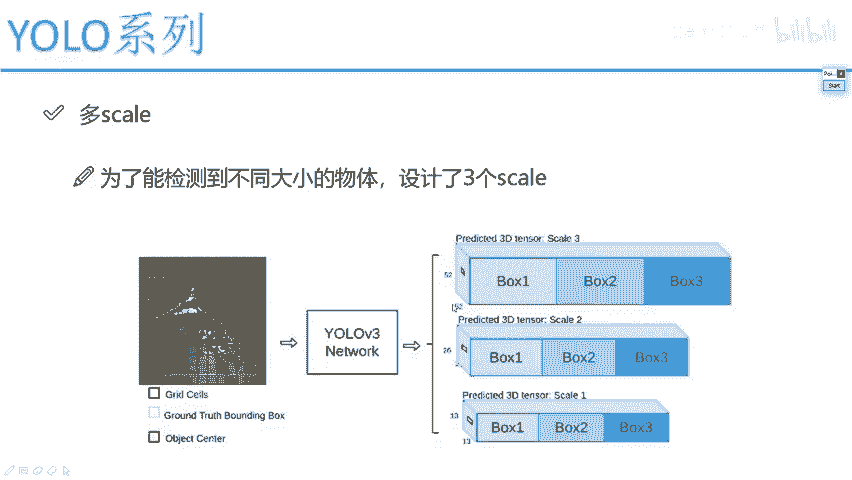 YOLO系列
bilibili
Start
多scale
为了能检测到不同大小的物体，设计了3个scale
Predicted 3D tensor: Scale 3
52
Box1 Box2 Box3
52
YOLOv3
Network
Predicted 3D tensor: Scale 2
26
Box1 Box2 Box3
Predicted 3D tensor: Scale 1
13
Box1 Box2 Box3
13
Grid Cells
Ground Truth Bounding Box
Object Center